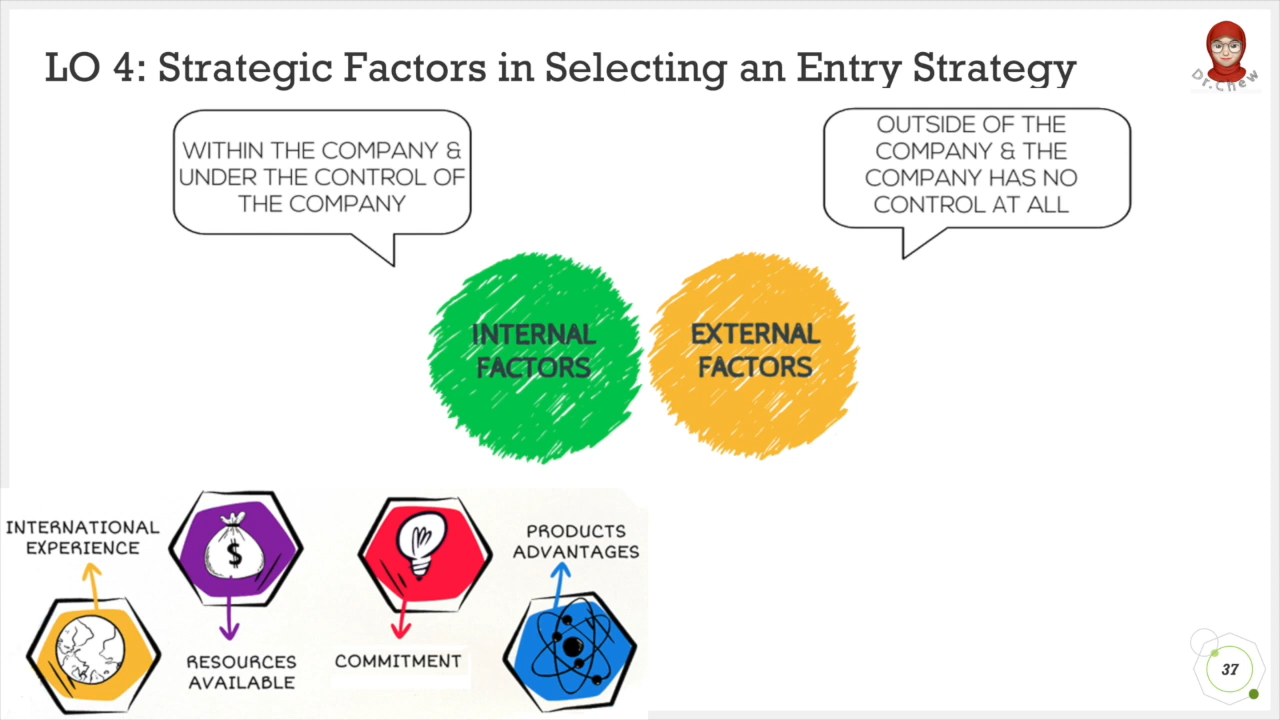 LO 4: Strategic Factors in Selecting an Entry Strategy
Dr.Chew
WITHIN THE COMPANY &
UNDER THE CONTROL OF
THE COMPANY
OUTSIDE OF THE
COMPANY & THE
COMPANY HAS NO
CONTROL AT ALL
INTERNAL
FACTORS
EXTERNAL
FACTORS
INTERNATIONAL
EXPERIENCE
$
RESOURCES
AVAILABLE
COMMITMENT
PRODUCTS
ADVANTAGES
37